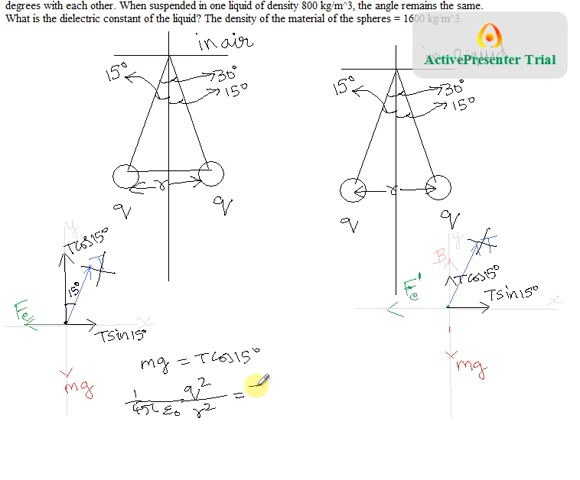 degrees with each other. When suspended in one liquid of density 800 kg/m^3, the angle remains the same.
What is the dielectric constant of the liquid? The density of the material of the spheres = 1600 kg/m^3.
ActivePresenter Trial
in air
in liquid
15°
30°
15°
15°
30°
15°
r
r
q
q
q
q
y
Tcos15°
T
15°
Fe
x
Tsin15°
mg
y
B
T
Tcos15°
Fe'
Tsin15°
x
mg
mg = Tcos15°
1/4πε₀ q²/r² =